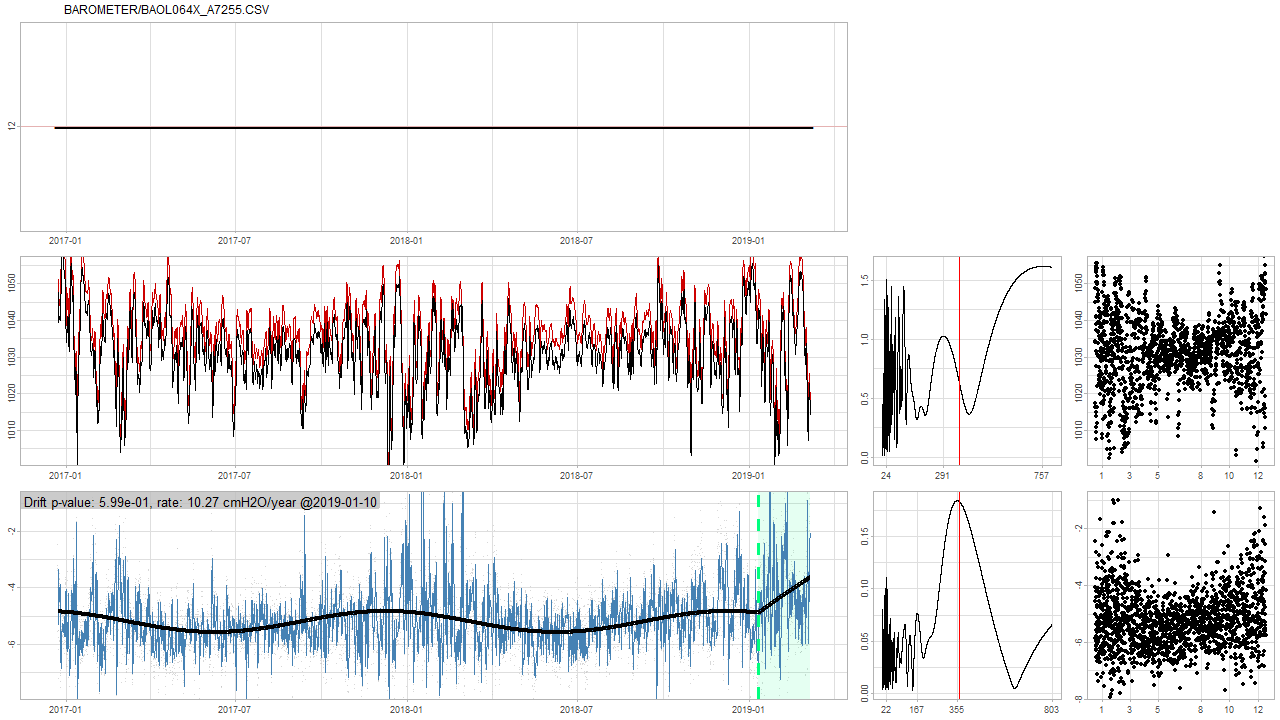 BAROMETER/BAOL064X_A7255.CSV
12
2017-01 2017-07 2018-01 2018-07 2019-01
1060
1040
1030
1020
1010
2017-01 2017-07 2018-01 2018-07 2019-01
1.5
1.0
0.5
0.0
24 291 757
1050
1040
1030
1020
1010
1 3 5 8 10 12
Drift p-value: 5.99e-01, rate: 10.27 cmH2O/year @2019-01-10
-2
-4
-6
2017-01 2017-07 2018-01 2018-07 2019-01
0.15
0.10
0.05
0.00
22 167 355 803
-2
-4
-6
-8
1 3 5 8 10 12